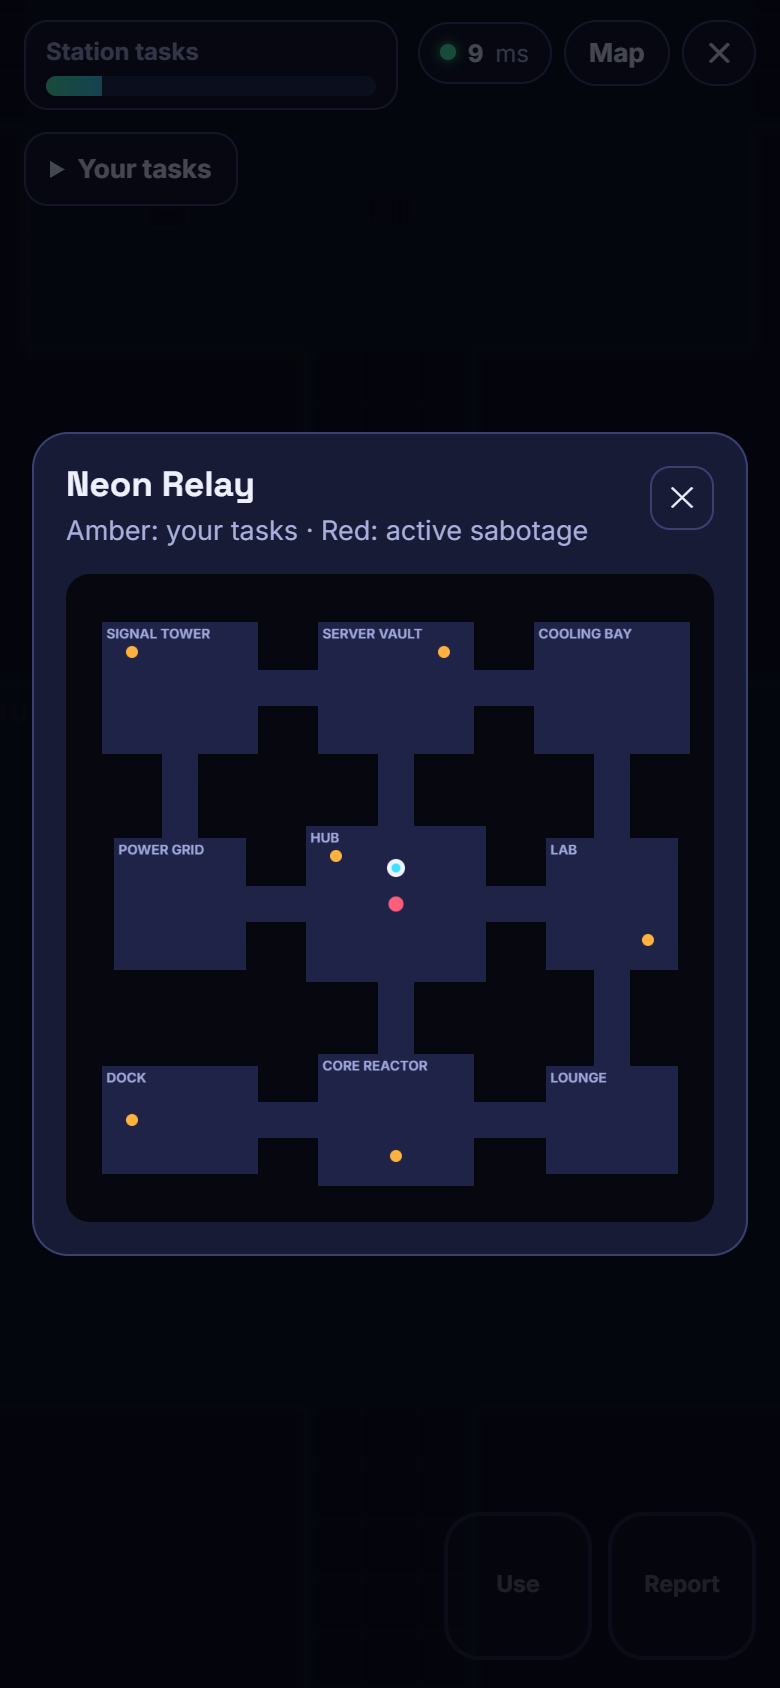 Station tasks
9 ms
Map
Your tasks
Neon Relay
Amber: your tasks · Red: active sabotage
SIGNAL TOWER
SERVER VAULT
COOLING BAY
POWER GRID
HUB
LAB
DOCK
CORE REACTOR
LOUNGE
Use
Report